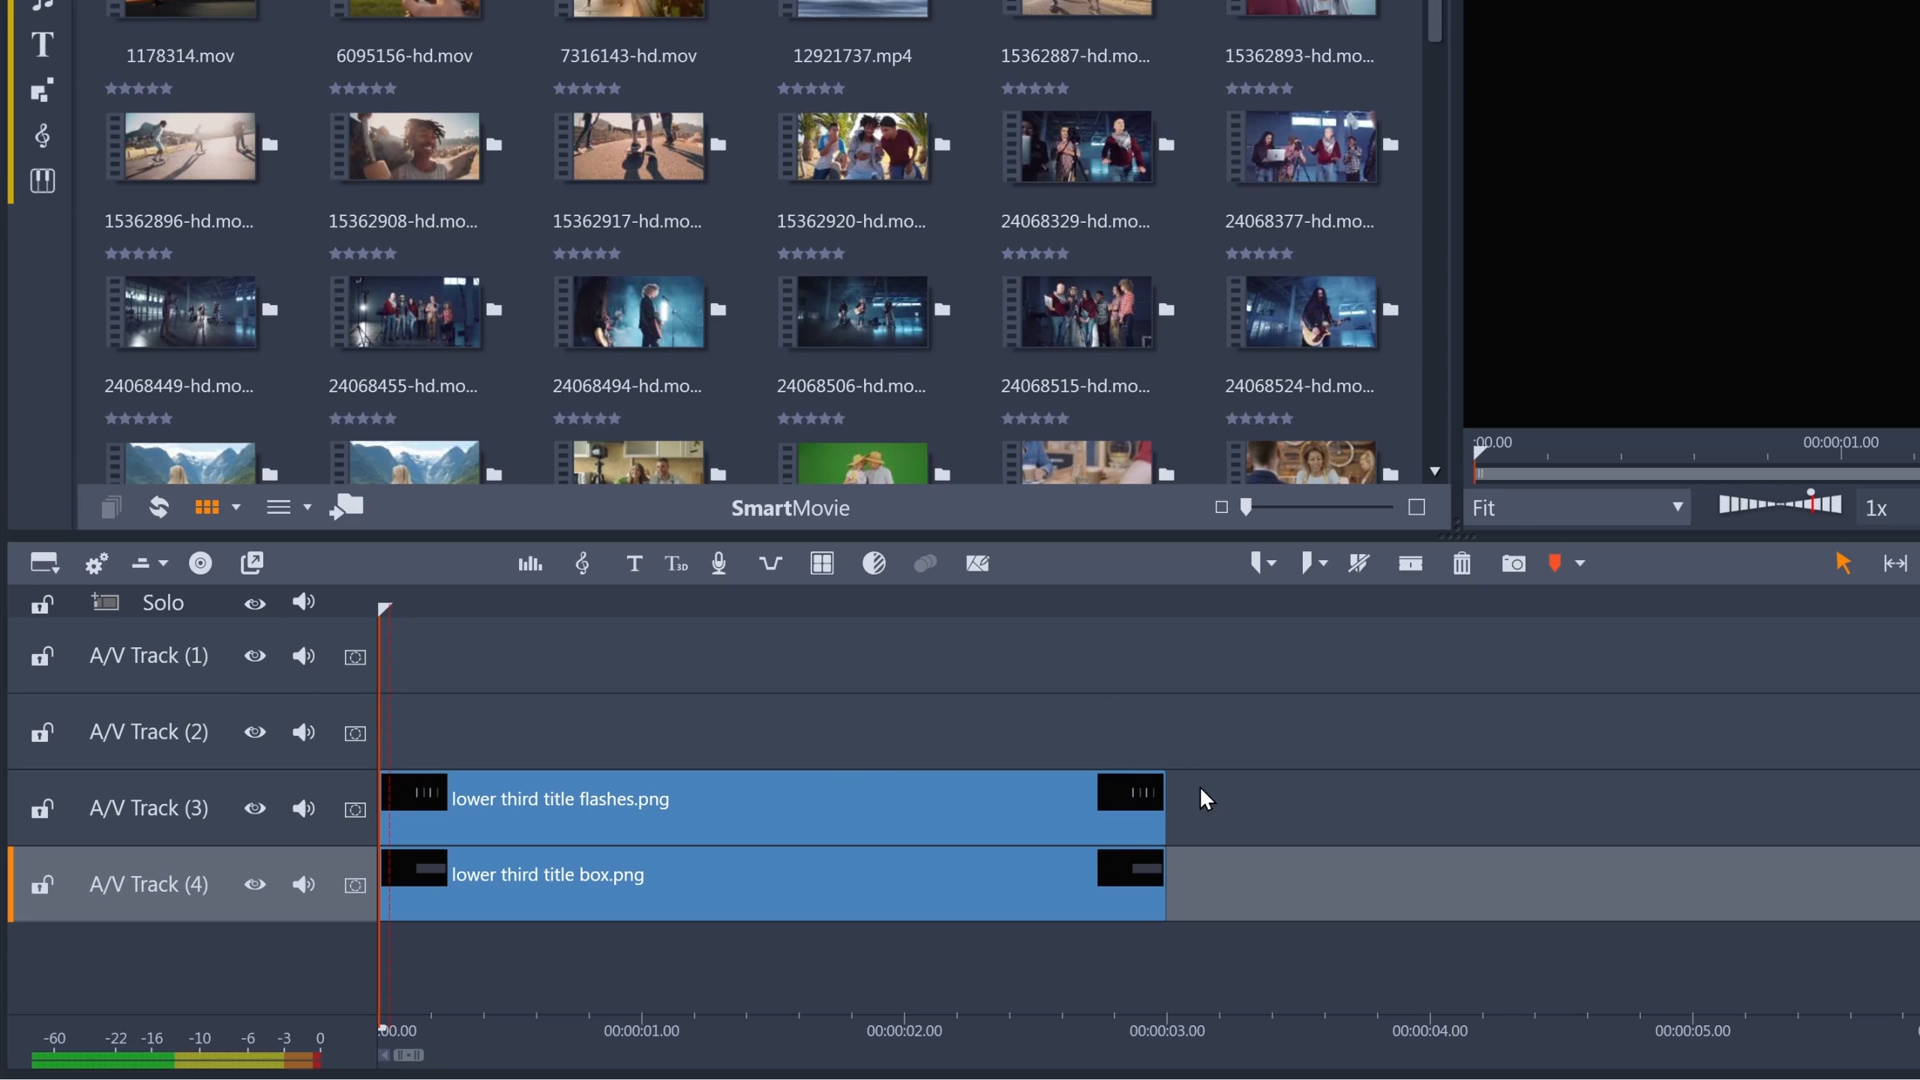 1178314.mov 6095156-hd.mov 7316143-hd.mov 12921737.mp4 15362887-hd.mo... 15362893-hd.mo...
15362896-hd.mo... 15362908-hd.mo... 15362917-hd.mo... 15362920-hd.mo... 24068329-hd.mo... 24068377-hd.mo...
24068449-hd.mo... 24068455-hd.mo... 24068494-hd.mo... 24068506-hd.mo... 24068515-hd.mo... 24068524-hd.mo...
:00.00 00:00:01.00
SmartMovie Fit 1x
T T3D
Solo
A/V Track (1)
A/V Track (2)
A/V Track (3) lower third title flashes.png
A/V Track (4) lower third title box.png
:00.00 00:00:01.00 00:00:02.00 00:00:03.00 00:00:04.00 00:00:05.00
-60 -22 -16 -10 -6 -3 0